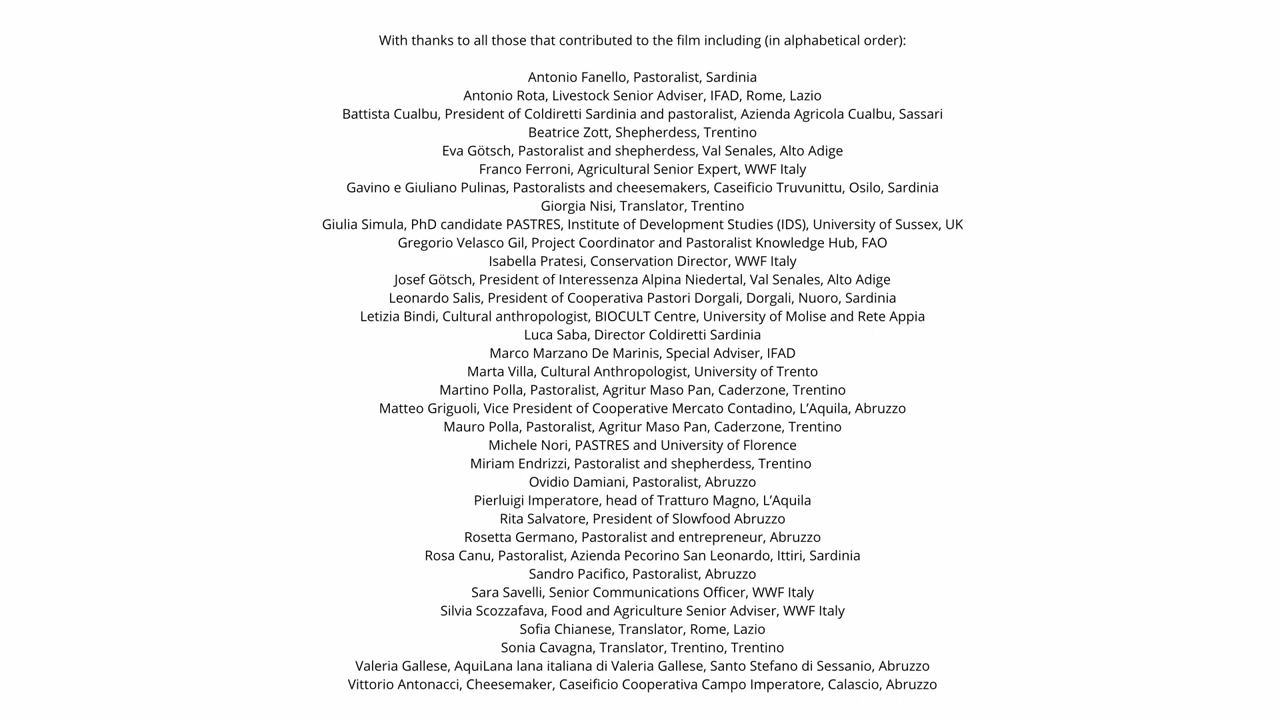 With thanks to all those that contributed to the film including (in alphabetical order):
Antonio Fanello, Pastoralist, Sardinia
Antonio Rota, Livestock Senior Adviser, IFAD, Rome, Lazio
Battista Cualbu, President of Coldiretti Sardinia and pastoralist, Azienda Agricola Cualbu, Sassari
Beatrice Zott, Shepherdess, Trentino
Eva Götsch, Pastoralist and shepherdess, Val Senales, Alto Adige
Franco Ferroni, Agricultural Senior Expert, WWF Italy
Gavino e Giuliano Pulinas, Pastoralists and cheesemakers, Caseificio Truvunittu, Osilo, Sardinia
Giorgia Nisi, Translator, Trentino
Giulia Simula, PhD candidate PASTRES, Institute of Development Studies (IDS), University of Sussex, UK
Gregorio Velasco Gil, Project Coordinator and Pastoralist Knowledge Hub, FAO
Isabella Pratesi, Conservation Director, WWF Italy
Josef Götsch, President of Interessenza Alpina Niedertal, Val Senales, Alto Adige
Leonardo Salis, President of Cooperativa Pastori Dorgali, Dorgali, Nuoro, Sardinia
Letizia Bindi, Cultural anthropologist, BIOCULT Centre, University of Molise and Rete Appia
Luca Saba, Director Coldiretti Sardinia
Marco Marzano De Marinis, Special Adviser, IFAD
Marta Villa, Cultural Anthropologist, University of Trento
Martino Polla, Pastoralist, Agritur Maso Pan, Caderzone, Trentino
Matteo Griguoli, Vice President of Cooperative Mercato Contadino, L’Aquila, Abruzzo
Mauro Polla, Pastoralist, Agritur Maso Pan, Caderzone, Trentino
Michele Nori, PASTRES and University of Florence
Miriam Endrizzi, Pastoralist and shepherdess, Trentino
Ovidio Damiani, Pastoralist, Abruzzo
Pierluigi Imperatore, head of Tratturo Magno, L’Aquila
Rita Salvatore, President of Slowfood Abruzzo
Rosetta Germano, Pastoralist and entrepreneur, Abruzzo
Rosa Canu, Pastoralist, Azienda Pecorino San Leonardo, Ittiri, Sardinia
Sandro Pacifico, Pastoralist, Abruzzo
Sara Savelli, Senior Communications Officer, WWF Italy
Silvia Scozzafava, Food and Agriculture Senior Adviser, WWF Italy
Sofia Chianese, Translator, Rome, Lazio
Sonia Cavagna, Translator, Trentino, Trentino
Valeria Gallese, AquiLana lana italiana di Valeria Gallese, Santo Stefano di Sessanio, Abruzzo
Vittorio Antonacci, Cheesemaker, Caseificio Cooperativa Campo Imperatore, Calascio, Abruzzo